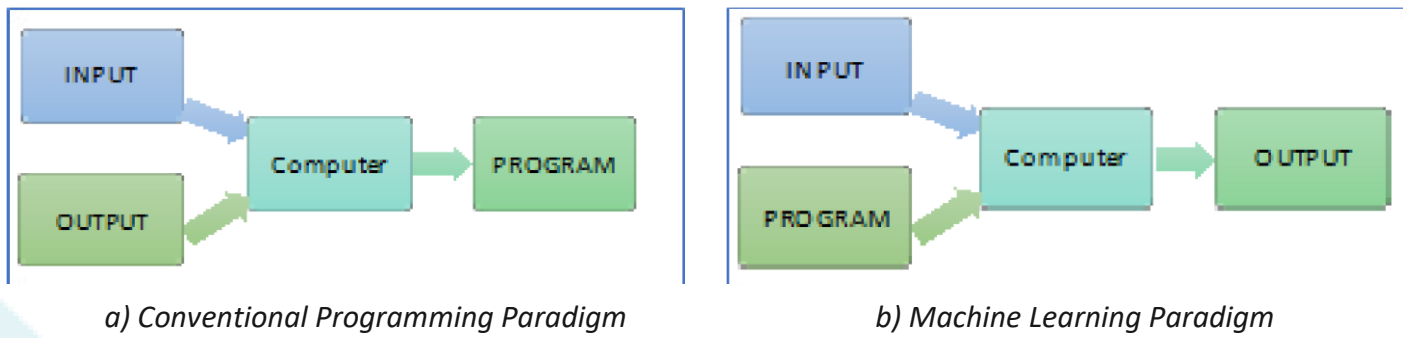 INPUT
OUTPUT
Computer
PROGRAM
a) Conventional Programming Paradigm
INPUT
PROGRAM
Computer
OUTPUT
b) Machine Learning Paradigm